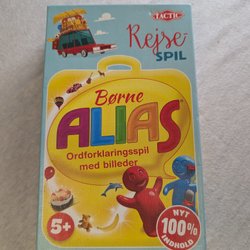 TACTIC
Rejse-
SPIL
Børne
ALIAS
Ordforklaringsspil
med billeder
5+
NYT
100%
INDHOLD